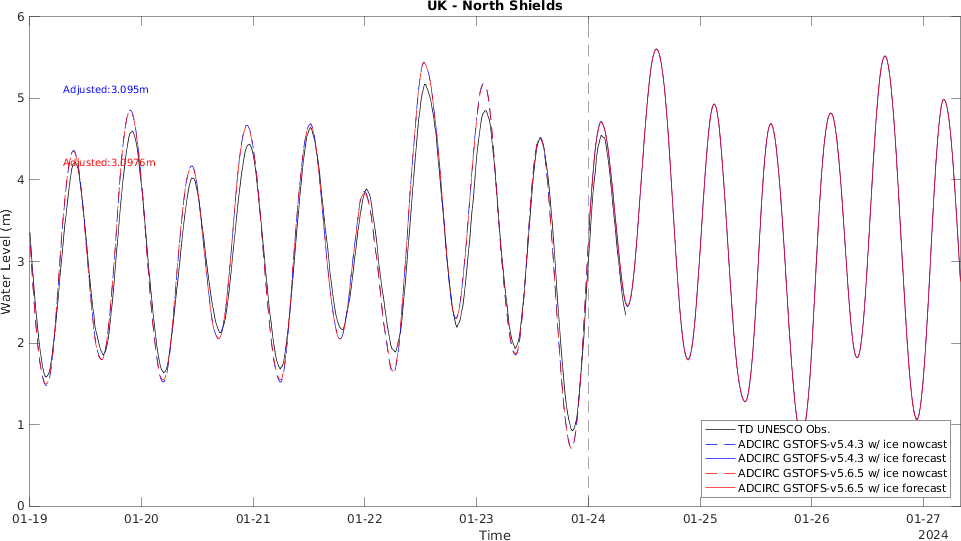 UK - North Shields
6
5
4
3
2
1
0
Water Level (m)
Adjusted:3.095m
Adjusted:3.0976m
TD UNESCO Obs.
ADCIRC GSTOFS-v5.4.3 w/ ice nowcast
ADCIRC GSTOFS-v5.4.3 w/ ice forecast
ADCIRC GSTOFS-v5.6.5 w/ ice nowcast
ADCIRC GSTOFS-v5.6.5 w/ ice forecast
01-19 01-20 01-21 01-22 01-23 01-24 01-25 01-26 01-27
Time
2024